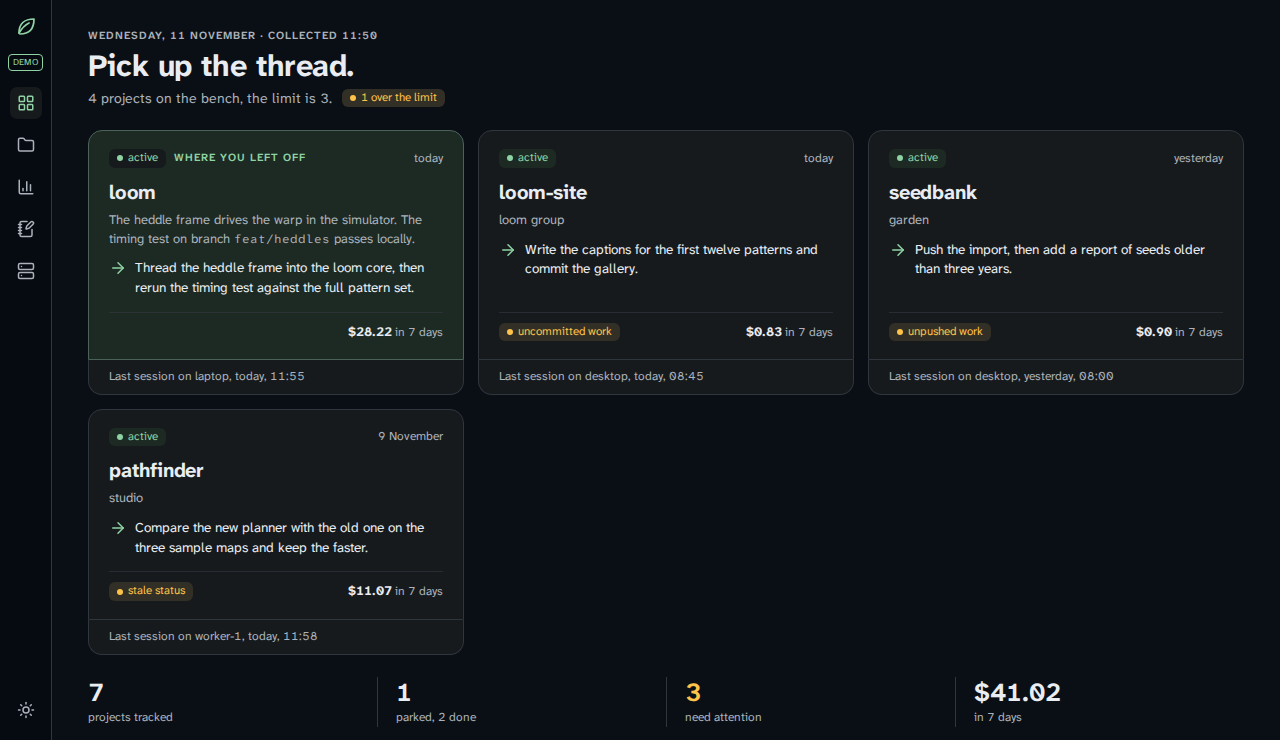 DEMO
WEDNESDAY, 11 NOVEMBER · COLLECTED 11:50
Pick up the thread.
4 projects on the bench, the limit is 3. 1 over the limit
active WHERE YOU LEFT OFF today
loom
The heddle frame drives the warp in the simulator. The
timing test on branch feat/heddles passes locally.
Thread the heddle frame into the loom core, then
rerun the timing test against the full pattern set.
$28.22 in 7 days
Last session on laptop, today, 11:55
active today
loom-site
loom group
Write the captions for the first twelve patterns and
commit the gallery.
uncommitted work $0.83 in 7 days
Last session on desktop, today, 08:45
active yesterday
seedbank
garden
Push the import, then add a report of seeds older
than three years.
unpushed work $0.90 in 7 days
Last session on desktop, yesterday, 08:00
active 9 November
pathfinder
studio
Compare the new planner with the old one on the
three sample maps and keep the faster.
stale status $11.07 in 7 days
Last session on worker-1, today, 11:58
7
projects tracked
1
parked, 2 done
3
need attention
$41.02
in 7 days